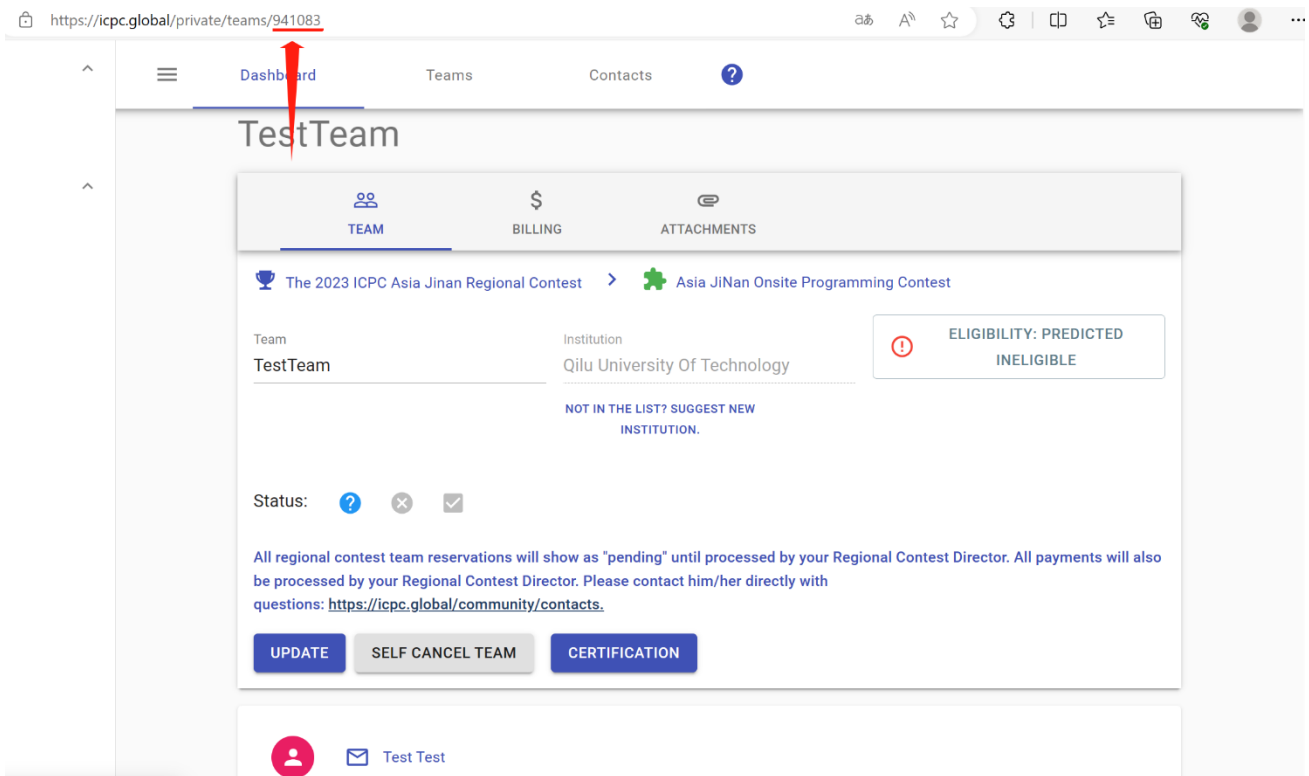 https://icpc.global/private/teams/941083
Dashboard Teams Contacts
TestTeam
TEAM BILLING ATTACHMENTS
The 2023 ICPC Asia Jinan Regional Contest > Asia JiNan Onsite Programming Contest
Team
TestTeam
Institution
Qilu University Of Technology
ELIGIBILITY: PREDICTED
INELIGIBLE
NOT IN THE LIST? SUGGEST NEW
INSTITUTION.
Status:
All regional contest team reservations will show as "pending" until processed by your Regional Contest Director. All payments will also
be processed by your Regional Contest Director. Please contact him/her directly with
questions: https://icpc.global/community/contacts.
UPDATE SELF CANCEL TEAM CERTIFICATION
Test Test